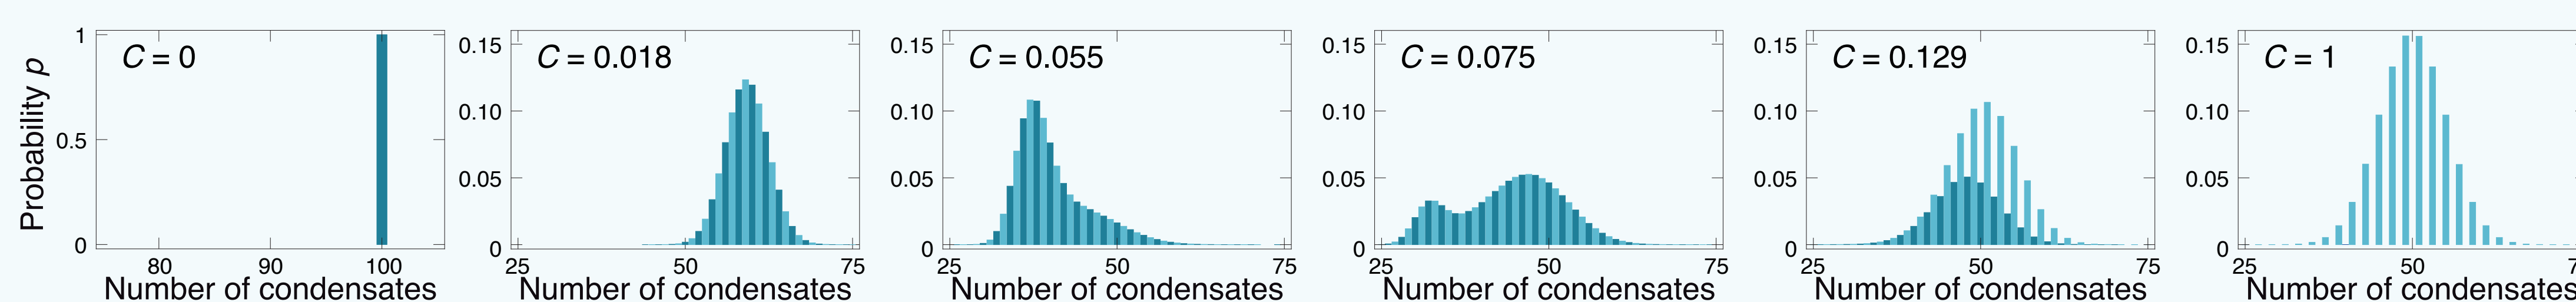 Probability p
1
0.5
0
C = 0
80 90 100
Number of condensates
0.15
0.10
0.05
0
C = 0.018
25 50 75
Number of condensates
0.15
0.10
0.05
0
C = 0.055
25 50 75
Number of condensates
0.15
0.10
0.05
0
C = 0.075
25 50 75
Number of condensates
0.15
0.10
0.05
0
C = 0.129
25 50 75
Number of condensates
0.15
0.10
0.05
0
C = 1
25 50 7
Number of condensates